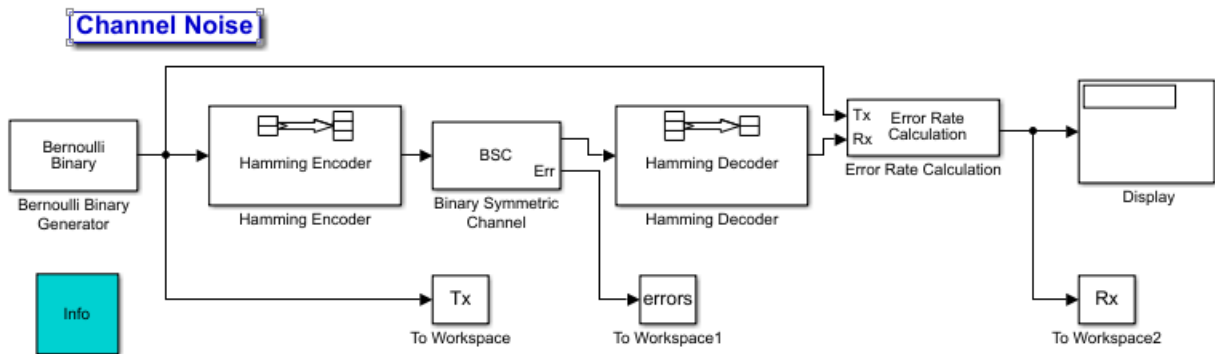 Channel Noise
Bernoulli
Binary
Bernoulli Binary
Generator
Hamming Encoder
Hamming Encoder
BSC
Err
Binary Symmetric
Channel
Hamming Decoder
Hamming Decoder
Tx
Rx
Error Rate
Calculation
Error Rate Calculation
Display
Info
Tx
To Workspace
errors
To Workspace1
Rx
To Workspace2